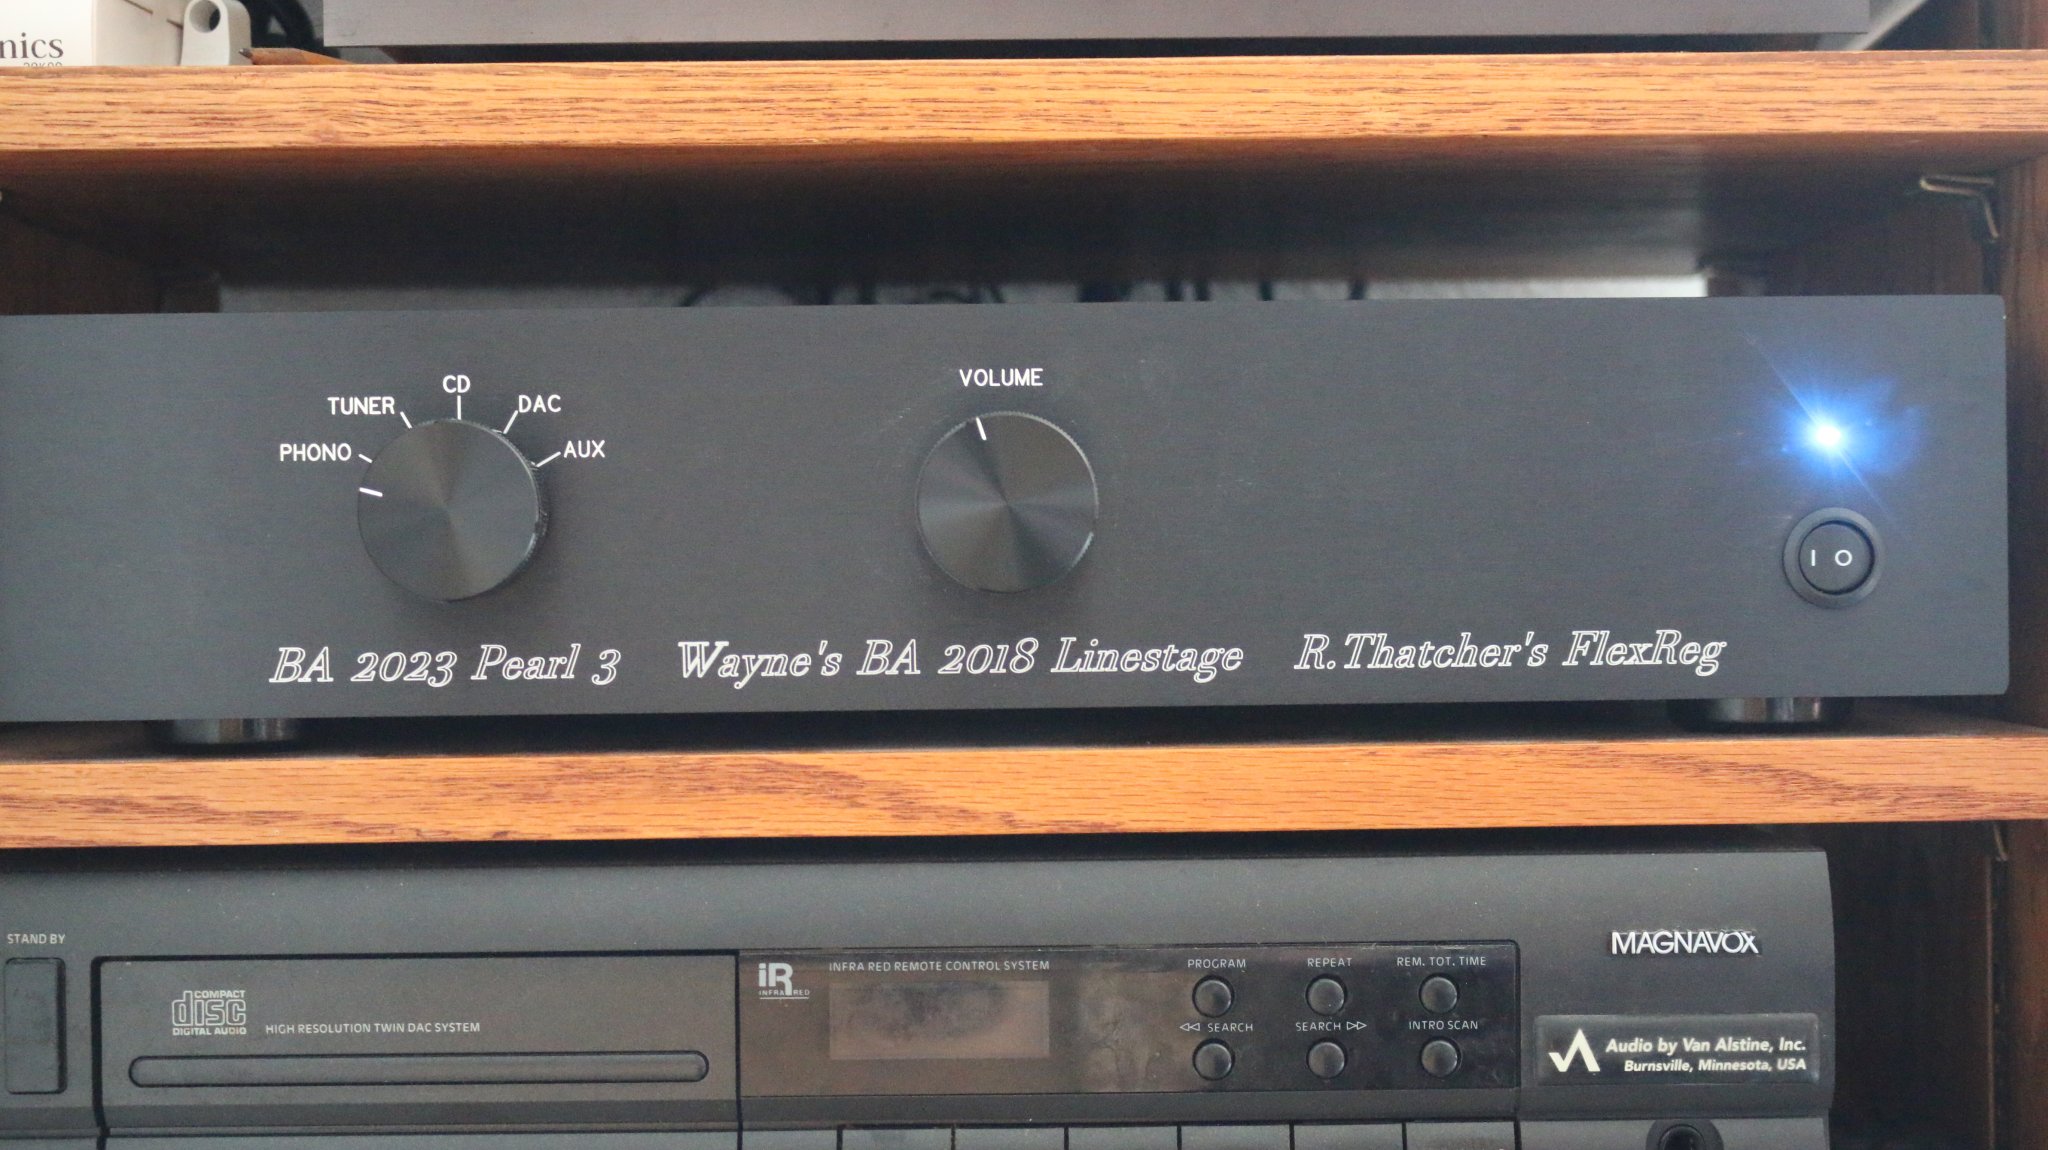 nics
CD
TUNER
DAC
PHONO
AUX
VOLUME
I O
BA 2023 Pearl 3 Wayne's BA 2018 Linestage R.Thatcher's FlexReg
STAND BY
COMPACT
disc
DIGITAL AUDIO
HIGH RESOLUTION TWIN DAC SYSTEM
iR
INFRA RED
INFRA RED REMOTE CONTROL SYSTEM
PROGRAM
REPEAT
REM. TOT. TIME
SEARCH
SEARCH
INTRO SCAN
MAGNAVOX
Audio by Van Alstine, Inc.
Burnsville, Minnesota, USA